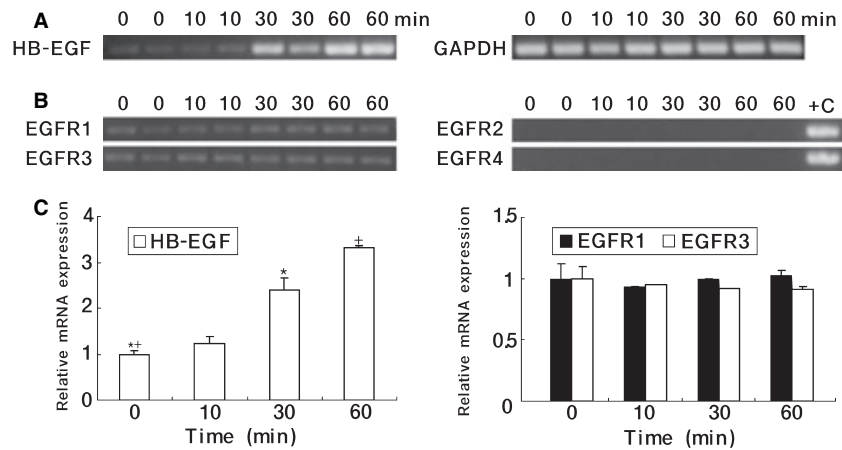 A
0 0 10 10 30 30 60 60 min
HB-EGF
0 0 10 10 30 30 60 60 min
GAPDH
B
0 0 10 10 30 30 60 60
EGFR1
EGFR3
0 0 10 10 30 30 60 60 +C
EGFR2
EGFR4
C
Relative mRNA expression
4
3
2
1
0
HB-EGF
*‡
*
‡
0 10 30 60
Time (min)
Relative mRNA expression
1.5
1
0.5
0
EGFR1 EGFR3
0 10 30 60
Time (min)